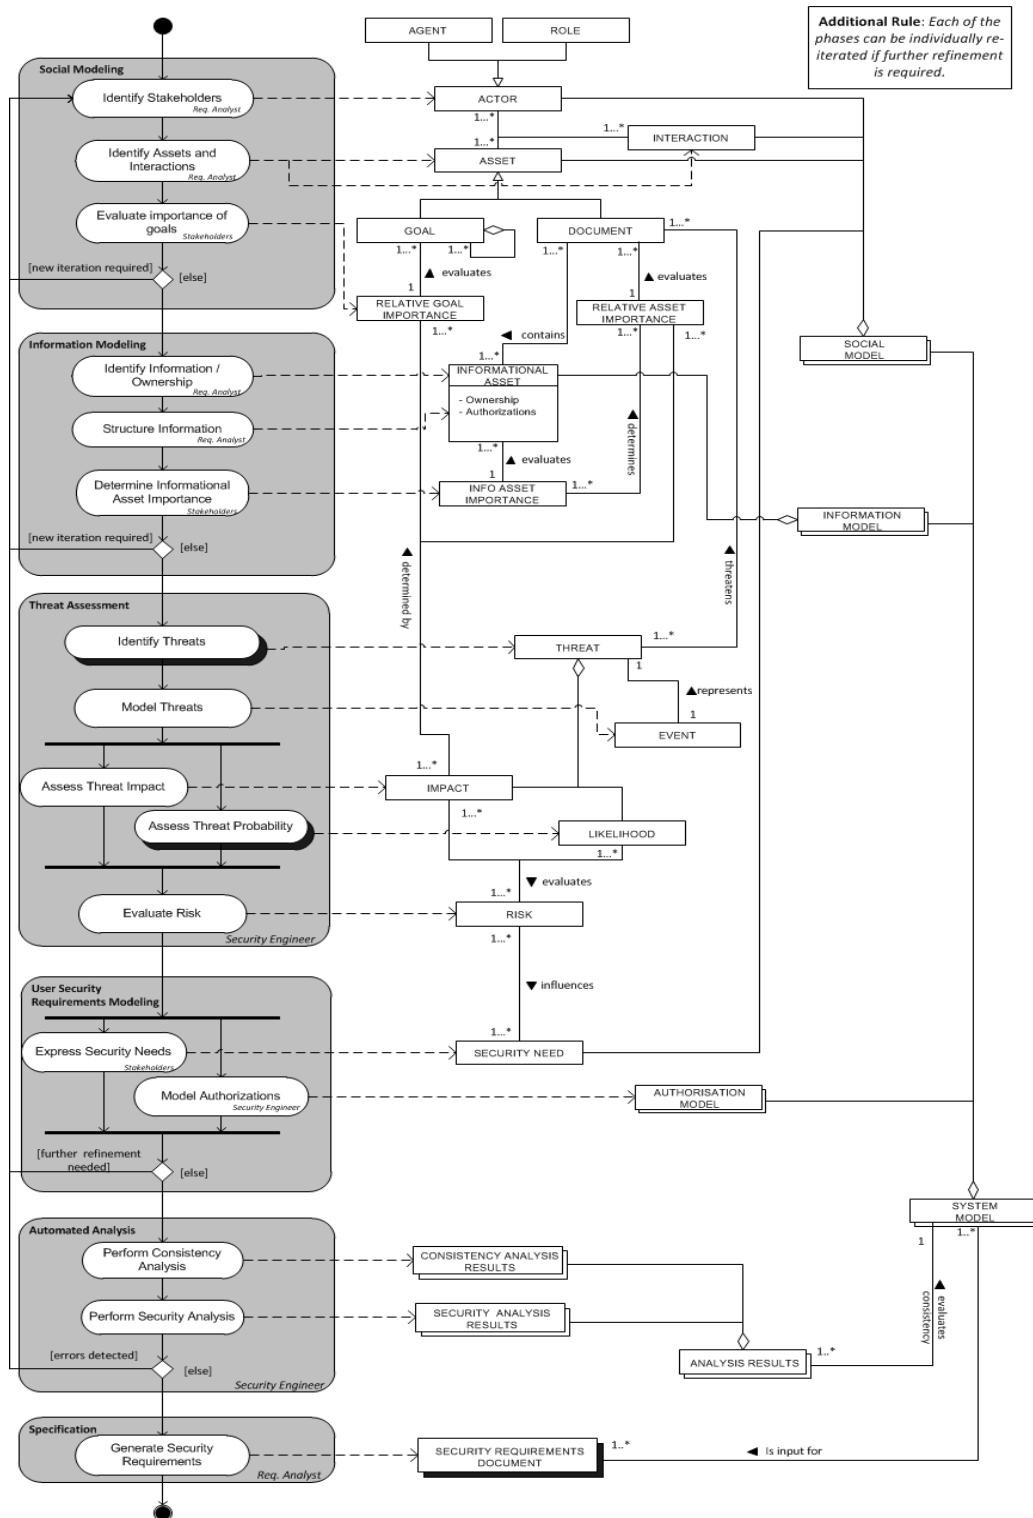 Additional Rule: Each of the
phases can be individually re-
iterated if further refinement
is required.
AGENT
ROLE
Social Modeling
Identify Stakeholders
Req. Analyst
ACTOR
1...*
1...*
1...*
INTERACTION
Identify Assets and
Interactions
Req. Analyst
ASSET
Evaluate importance of
goals
Stakeholders
GOAL
DOCUMENT
1...*
1...*
1...*
1...*
1...*
▲ evaluates
▲ evaluates
[new iteration required]
[else]
1
1
RELATIVE GOAL
IMPORTANCE
RELATIVE ASSET
IMPORTANCE
1...*
1...*
1...*
◄ contains
SOCIAL
MODEL
Information Modeling
1...*
Identify Information /
Ownership
Req. Analyst
INFORMATIONAL
ASSET
- Ownership
- Authorizations
Structure Information
Req. Analyst
▲ determines
1...*
▲ evaluates
1
Determine Informational
Asset Importance
Stakeholders
INFO ASSET
IMPORTANCE
1...*
INFORMATION
MODEL
[new iteration required]
[else]
▲ determined by
▲ threatens
Threat Assessment
Identify Threats
THREAT
1...*
1
Model Threats
▲represents
1
EVENT
1...*
Assess Threat Impact
IMPACT
1...*
Assess Threat Probability
LIKELIHOOD
1...*
▼ evaluates
1...*
Evaluate Risk
RISK
Security Engineer
1...*
User Security
Requirements Modeling
▼ influences
1...*
Express Security Needs
Stakeholders
SECURITY NEED
Model Authorizations
Security Engineer
AUTHORISATION
MODEL
[further refinement
needed]
[else]
SYSTEM
MODEL
Automated Analysis
1
1..*
Perform Consistency
Analysis
CONSISTENCY ANALYSIS
RESULTS
▲ evaluates
consistency
Perform Security Analysis
SECURITY ANALYSIS
RESULTS
[errors detected]
[else]
ANALYSIS RESULTS
1..*
Security Engineer
Specification
Generate Security
Requirements
Req. Analyst
SECURITY REQUIREMENTS
DOCUMENT
1..*
◄ Is input for